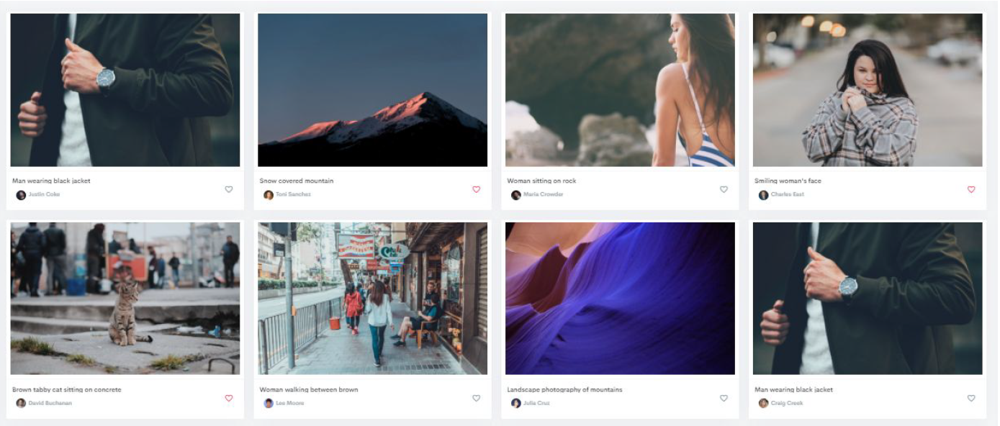 Man wearing black jacket
Justin Coke
Snow covered mountain
Toni Sanchez
Woman sitting on rock
Maria Crowder
Smiling woman's face
Charles East
Brown tabby cat sitting on concrete
David Buchanan
Woman walking between brown
Lee Moore
Landscape photography of mountains
Julia Cruz
Man wearing black jacket
Craig Creek